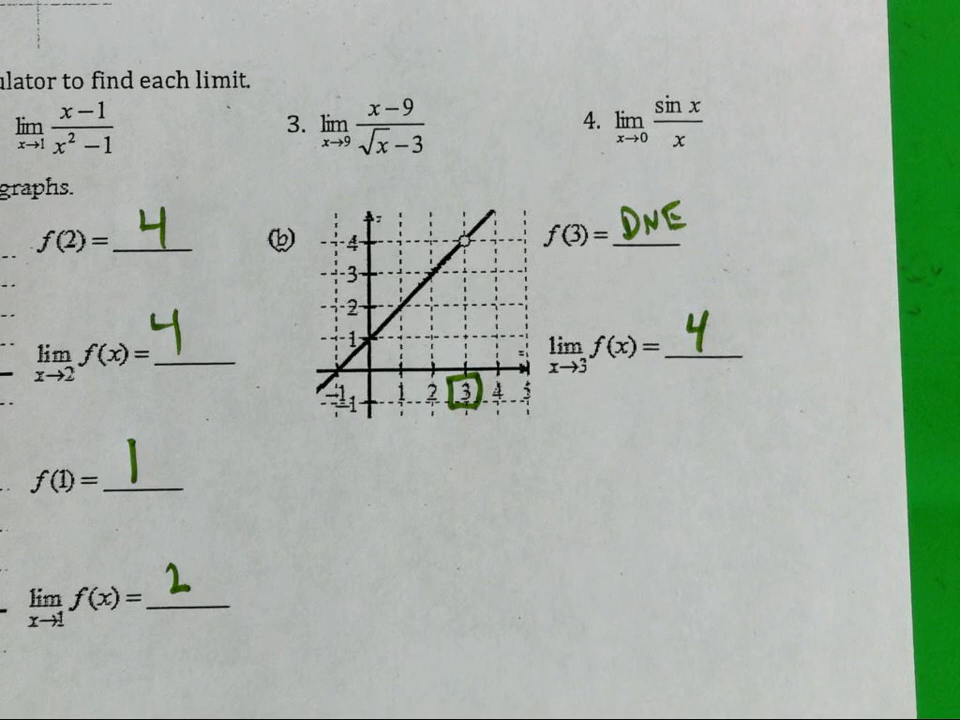 ulator to find each limit.
lim x→1 x−1 / x² −1
3. lim x→9 x−9 / √x −3
4. lim x→0 sin x / x
graphs.
f(2) = 4
(b)
f(3) = DNE
4
3
2
1
-1
-1 1 2 3 4 5
lim x→2 f(x) = 4
lim x→3 f(x) = 4
f(1) = 1
lim x→1 f(x) = 2